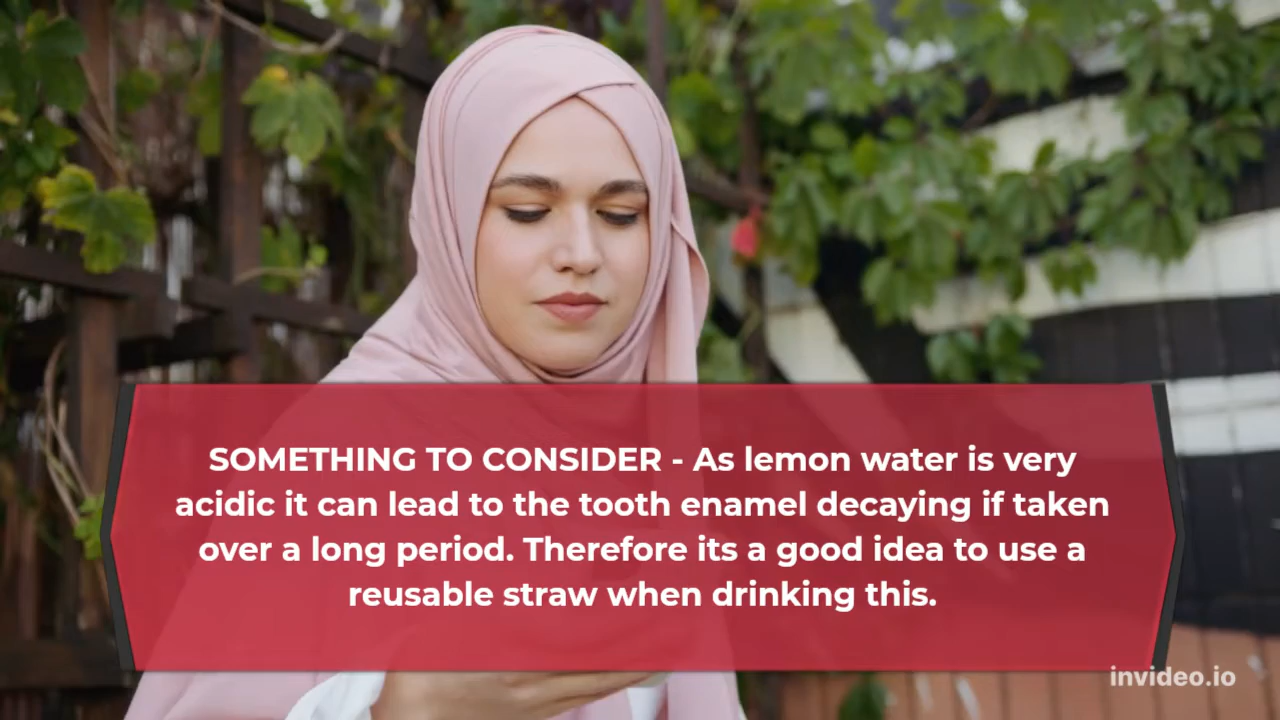 SOMETHING TO CONSIDER - As lemon water is very
acidic it can lead to the tooth enamel decaying if taken
over a long period. Therefore its a good idea to use a
reusable straw when drinking this.
invideo.io